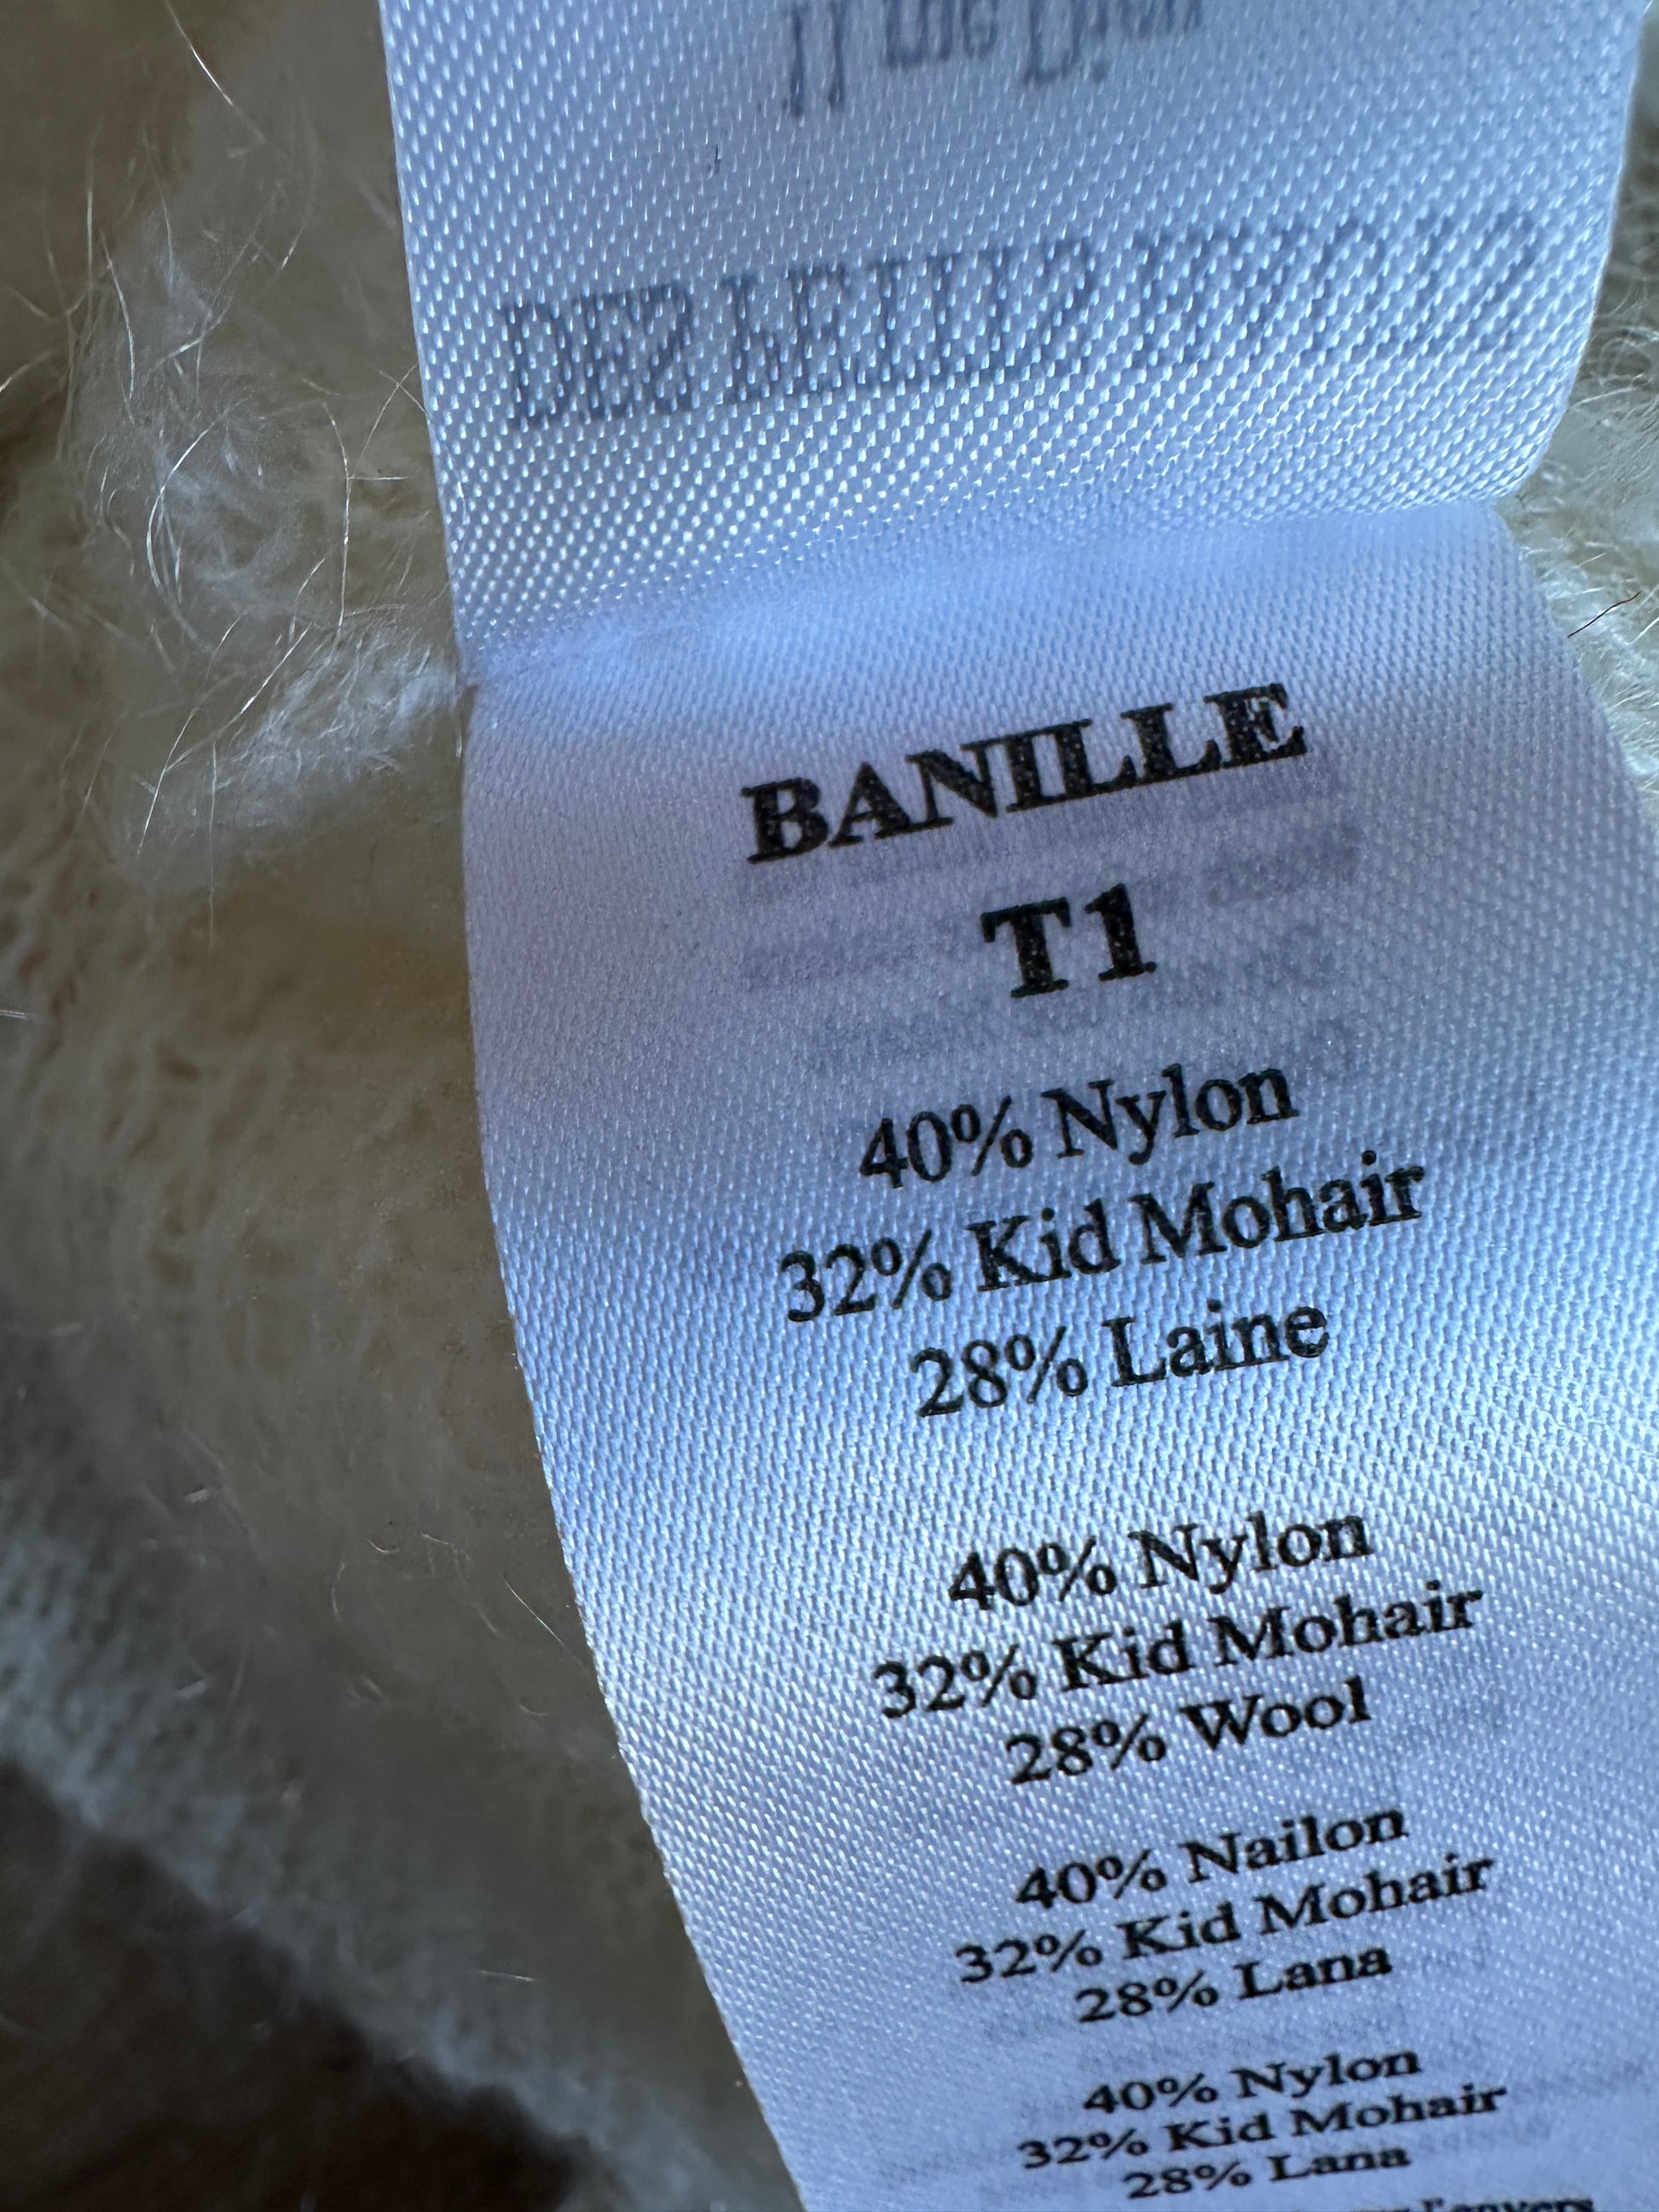 BANILLE
T1
40% Nylon
32% Kid Mohair
28% Laine
40% Nylon
32% Kid Mohair
28% Wool
40% Nailon
32% Kid Mohair
28% Lana
40% Nylon
32% Kid Mohair
28% Lana